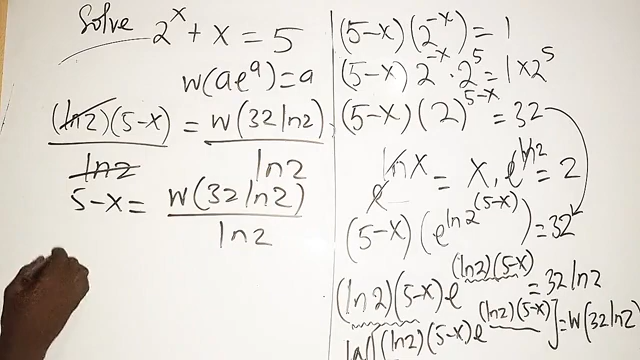 Solve 2^x + x = 5
w(ae^a) = a
(ln2)(5-x)/ln2 = w(32ln2)/ln2
5-x = w(32ln2)/ln2
(5-x)(2^-x) = 1
(5-x)2^-x · 2^5 = 1×2^5
(5-x)(2)^5-x = 32
e^lnx = x, e^ln2 = 2
(5-x)(e^ln2^(5-x)) = 32
(ln2)(5-x)e^(ln2)(5-x) = 32ln2
w[(ln2)(5-x)e^(ln2)(5-x)] = w(32ln2)